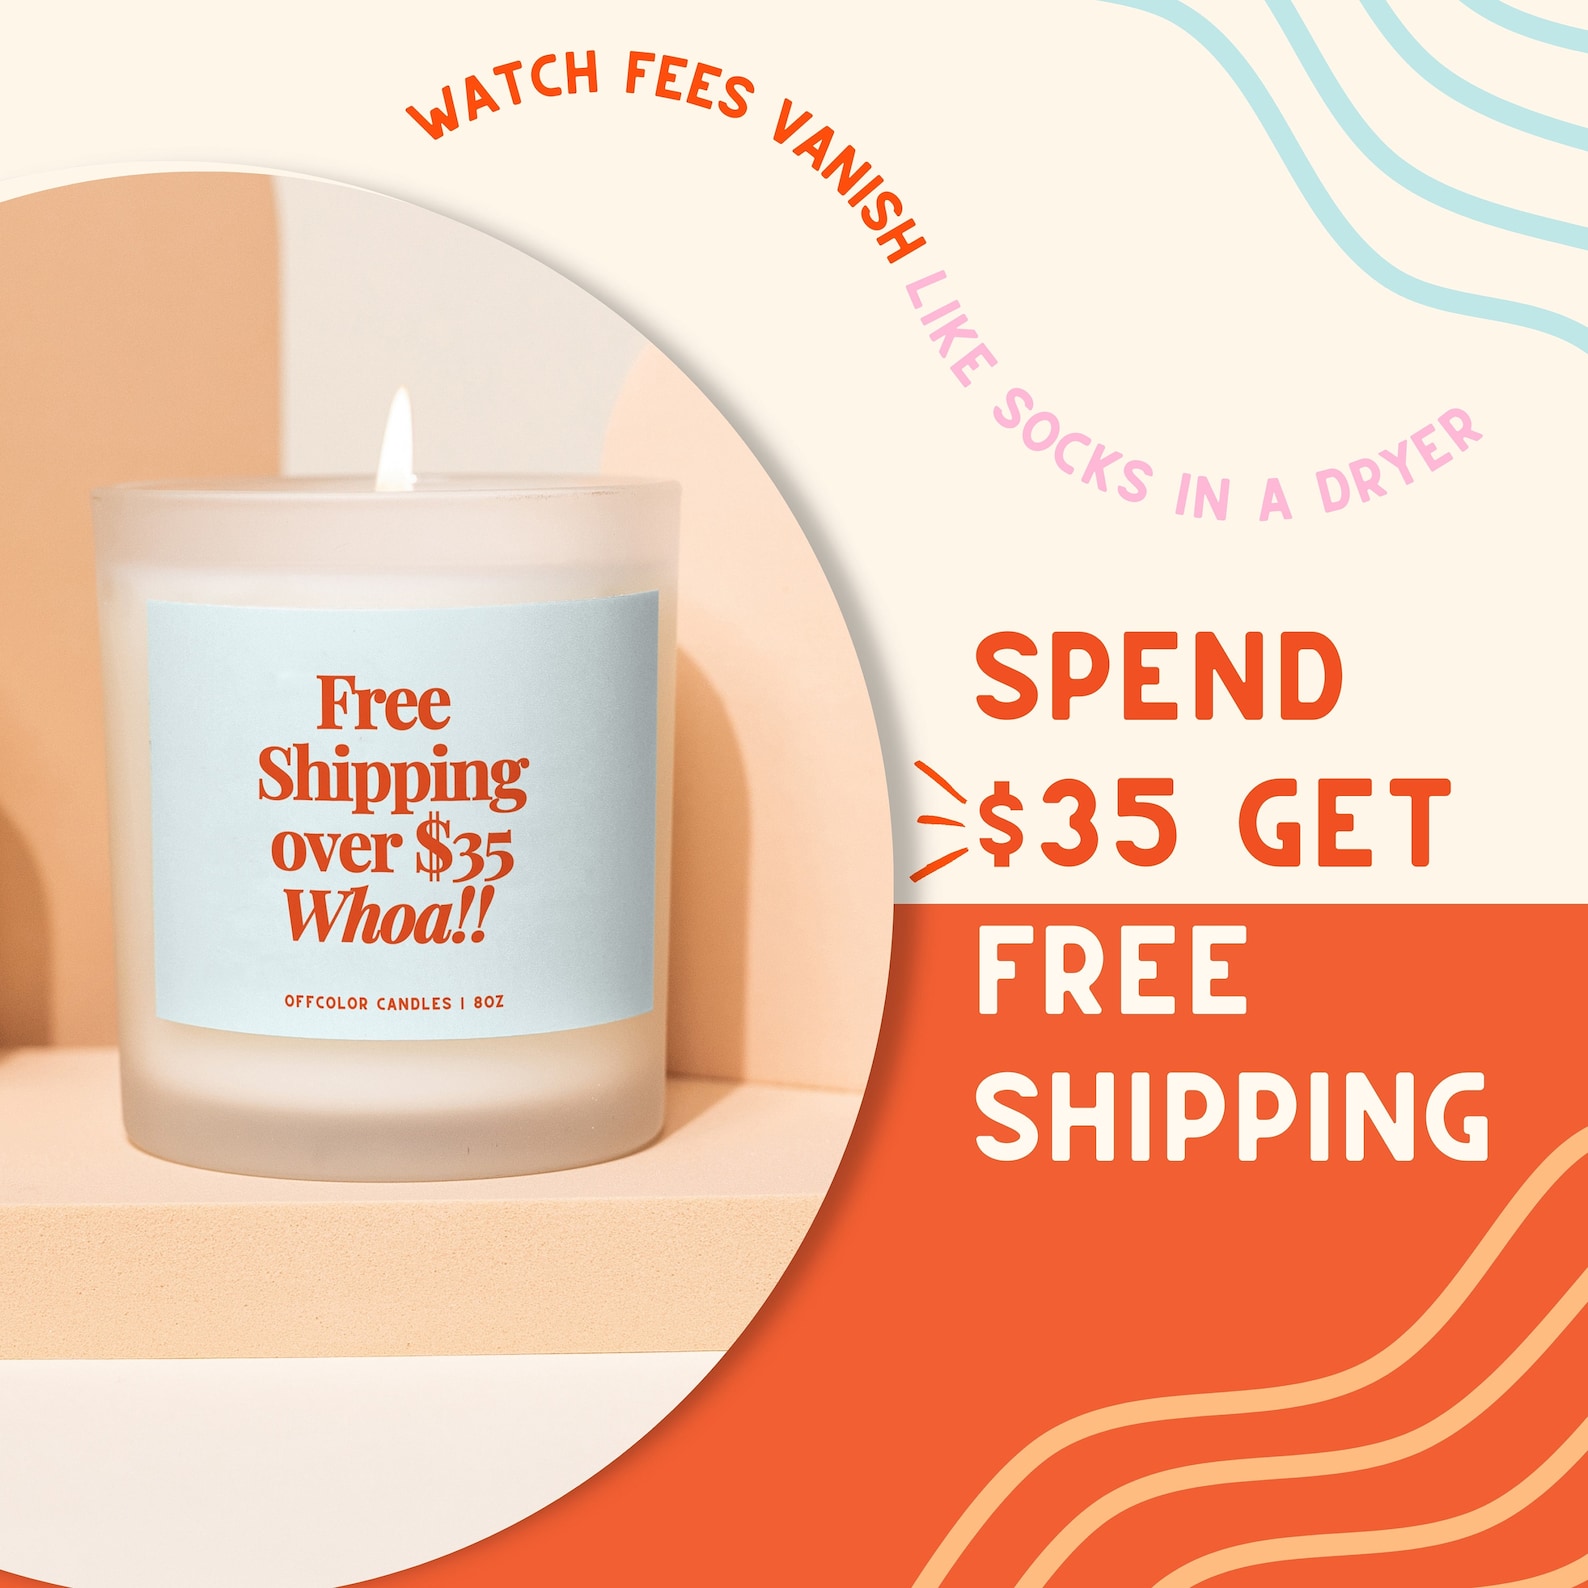 WATCH FEES VANISH LIKE SOCKS IN A DRYER
Free
Shipping
over $35
Whoa!!
OFFCOLOR CANDLES | 8OZ
SPEND
$35 GET
FREE
SHIPPING